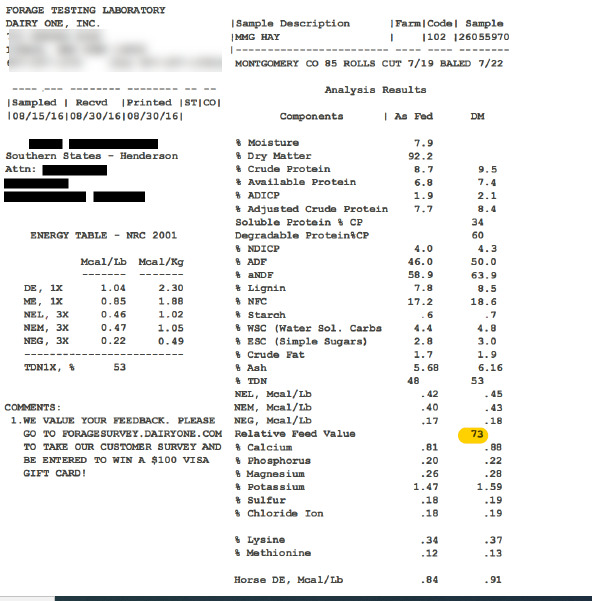 FORAGE TESTING LABORATORY
DAIRY ONE, INC.
|Sampled | Recvd |Printed |ST|CO|
|08/15/16|08/30/16|08/30/16|
Southern States - Henderson
Attn:
ENERGY TABLE - NRC 2001
Mcal/Lb Mcal/Kg
DE, 1X 1.04 2.30
ME, 1X 0.85 1.88
NEL, 3X 0.46 1.02
NEM, 3X 0.47 1.05
NEG, 3X 0.22 0.49
TDN1X, % 53
COMMENTS:
1.WE VALUE YOUR FEEDBACK. PLEASE
GO TO FORAGESURVEY.DAIRYONE.COM
TO TAKE OUR CUSTOMER SURVEY AND
BE ENTERED TO WIN A $100 VISA
GIFT CARD!
|Sample Description |Farm|Code| Sample
|MMG HAY | |102 |26055970
MONTGOMERY CO 85 ROLLS CUT 7/19 BALED 7/22
Analysis Results
Components | As Fed DM
% Moisture 7.9
% Dry Matter 92.2
% Crude Protein 8.7 9.5
% Available Protein 6.8 7.4
% ADICP 1.9 2.1
% Adjusted Crude Protein 7.7 8.4
Soluble Protein % CP 34
Degradable Protein%CP 60
% NDICP 4.0 4.3
% ADF 46.0 50.0
% aNDF 58.9 63.9
% Lignin 7.8 8.5
% NFC 17.2 18.6
% Starch .6 .7
% WSC (Water Sol. Carbs 4.4 4.8
% ESC (Simple Sugars) 2.8 3.0
% Crude Fat 1.7 1.9
% Ash 5.68 6.16
% TDN 48 53
NEL, Mcal/Lb .42 .45
NEM, Mcal/Lb .40 .43
NEG, Mcal/Lb .17 .18
Relative Feed Value 73
% Calcium .81 .88
% Phosphorus .20 .22
% Magnesium .26 .28
% Potassium 1.47 1.59
% Sulfur .18 .19
% Chloride Ion .18 .19
% Lysine .34 .37
% Methionine .12 .13
Horse DE, Mcal/Lb .84 .91